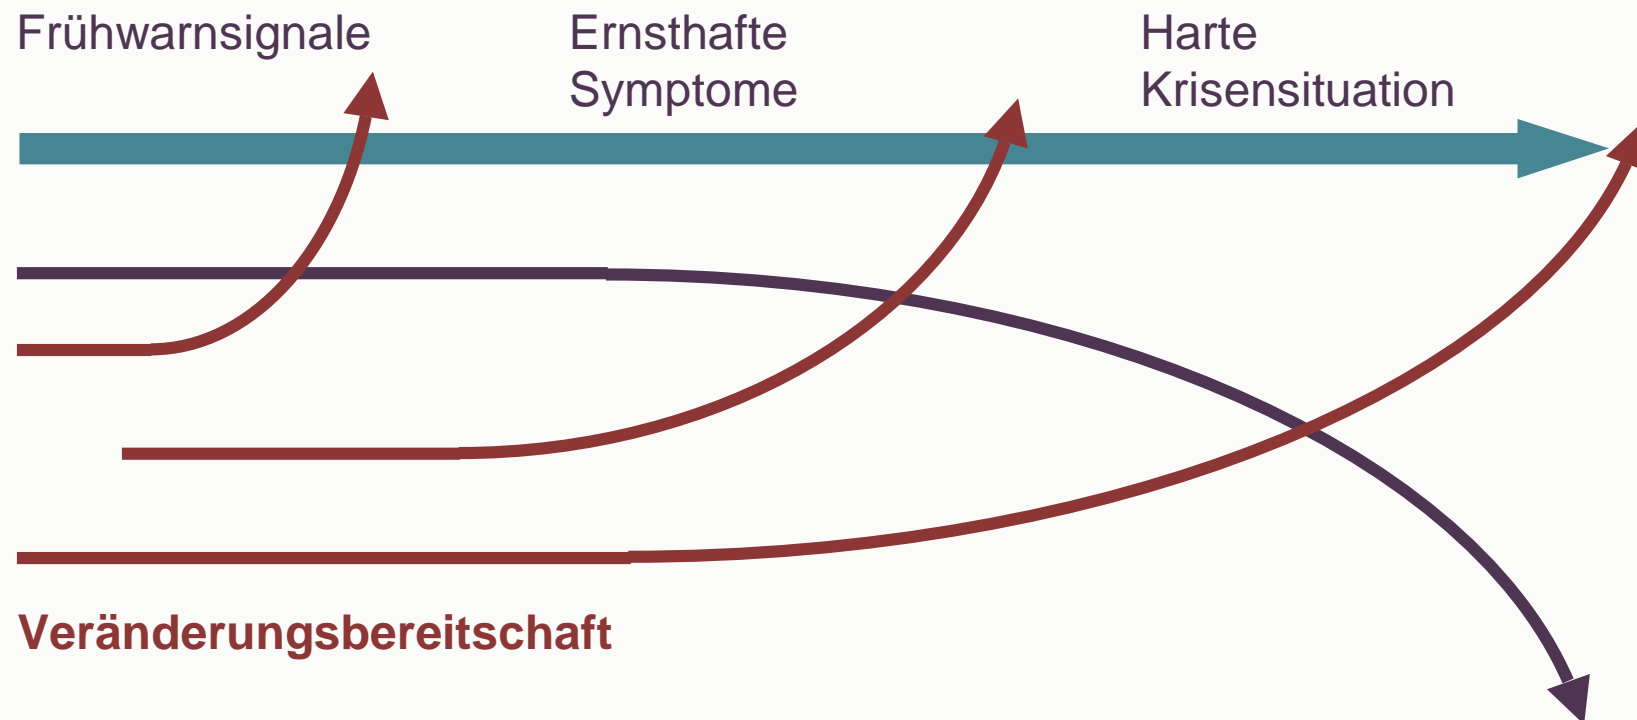 Frühwarnsignale
Ernsthafte
Symptome
Harte
Krisensituation
Veränderungsbereitschaft